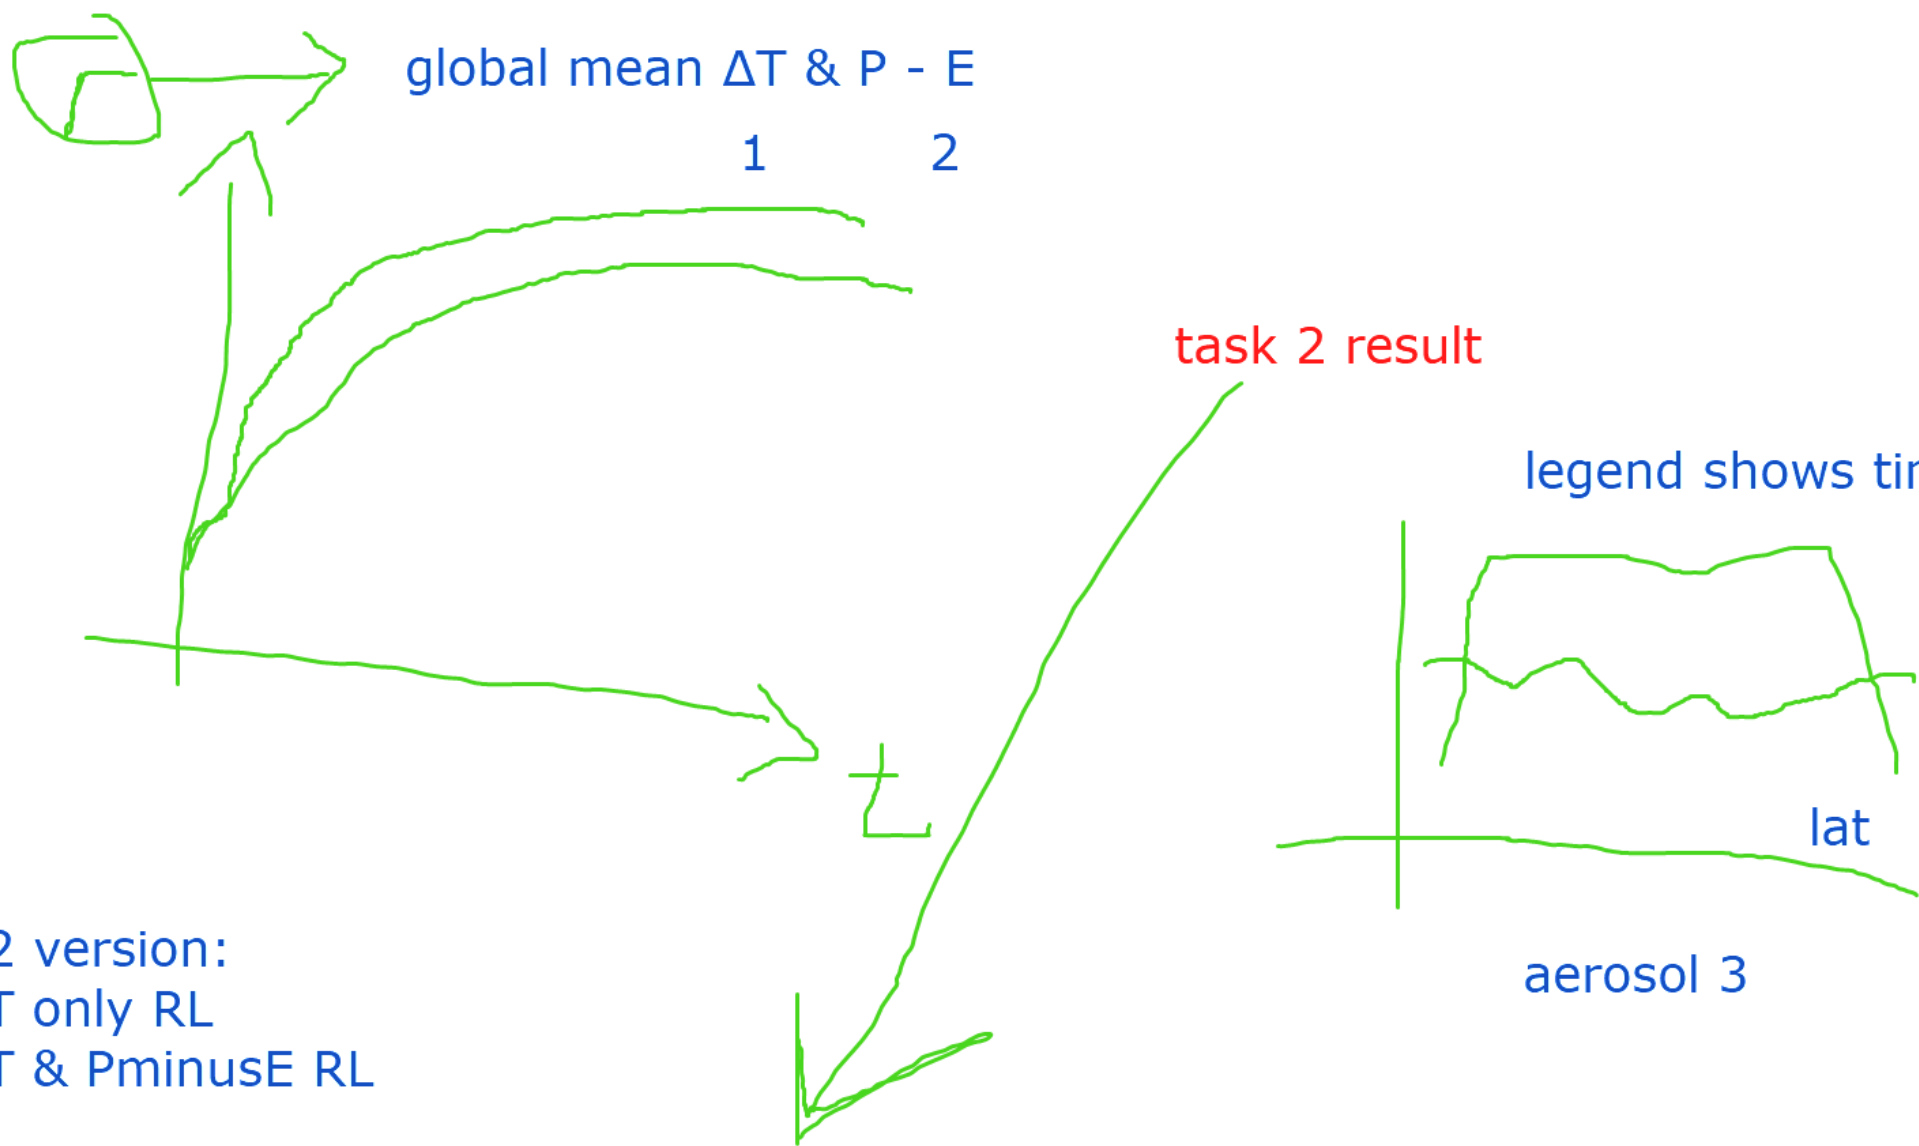 global mean ΔT & P - E
1 2
task 2 result
legend shows
t
lat
2 version:
T only RL
T & PminusE RL
aerosol 3